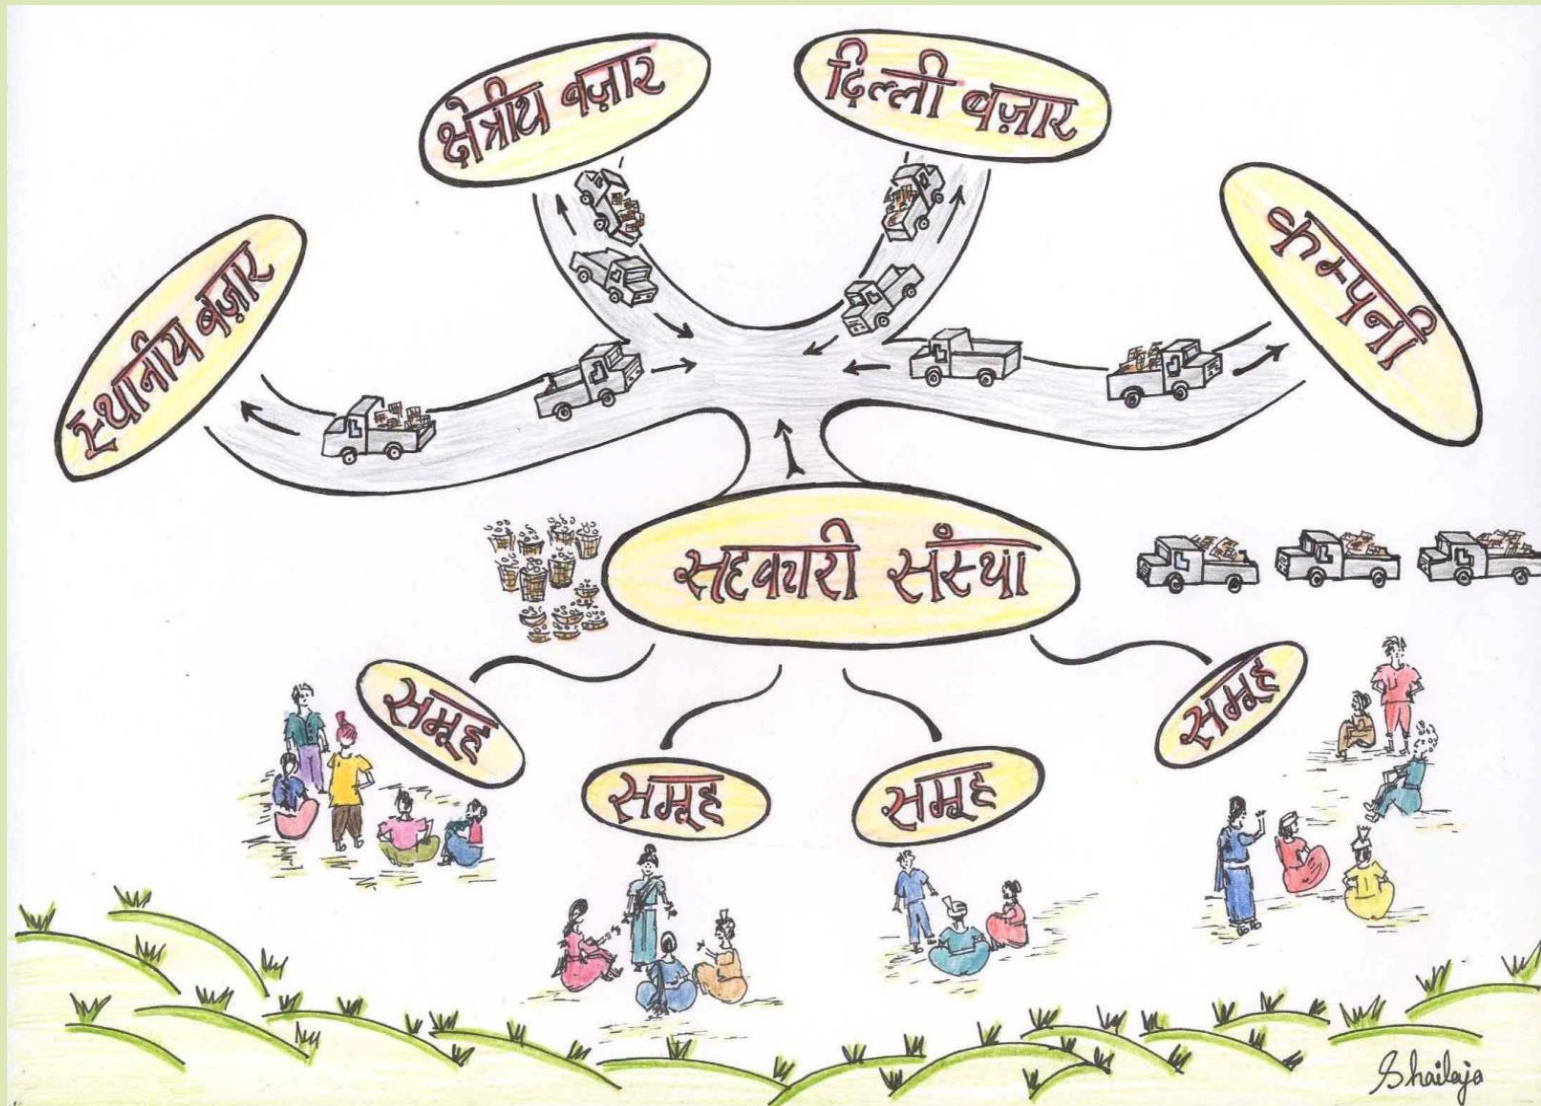 क्षेत्रीय बज़ार
दिल्ली बज़ार
स्थानीय बज़ार
कम्पनी
सहकारी संस्था
समूह
समूह
समूह
समूह
Shailaja